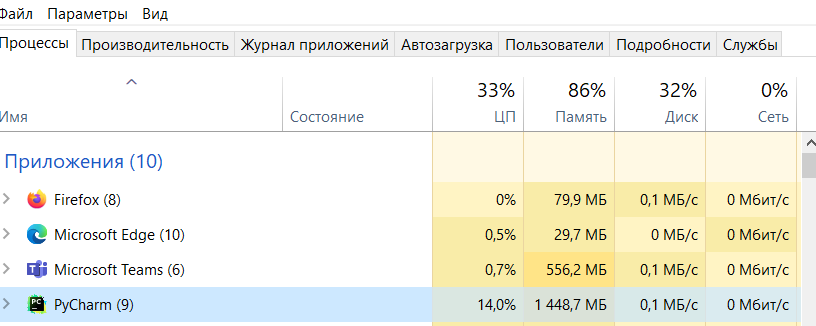 Файл Параметры Вид
Процессы Производительность Журнал приложений Автозагрузка Пользователи Подробности Службы
33% 86% 32% 0%
Имя Состояние ЦП Память Диск Сеть
Приложения (10)
Firefox (8) 0% 79,9 МБ 0,1 МБ/с 0 Мбит/с
Microsoft Edge (10) 0,5% 29,7 МБ 0 МБ/с 0 Мбит/с
Microsoft Teams (6) 0,7% 556,2 МБ 0,1 МБ/с 0 Мбит/с
PC PyCharm (9) 14,0% 1 448,7 МБ 0,1 МБ/с 0 Мбит/с